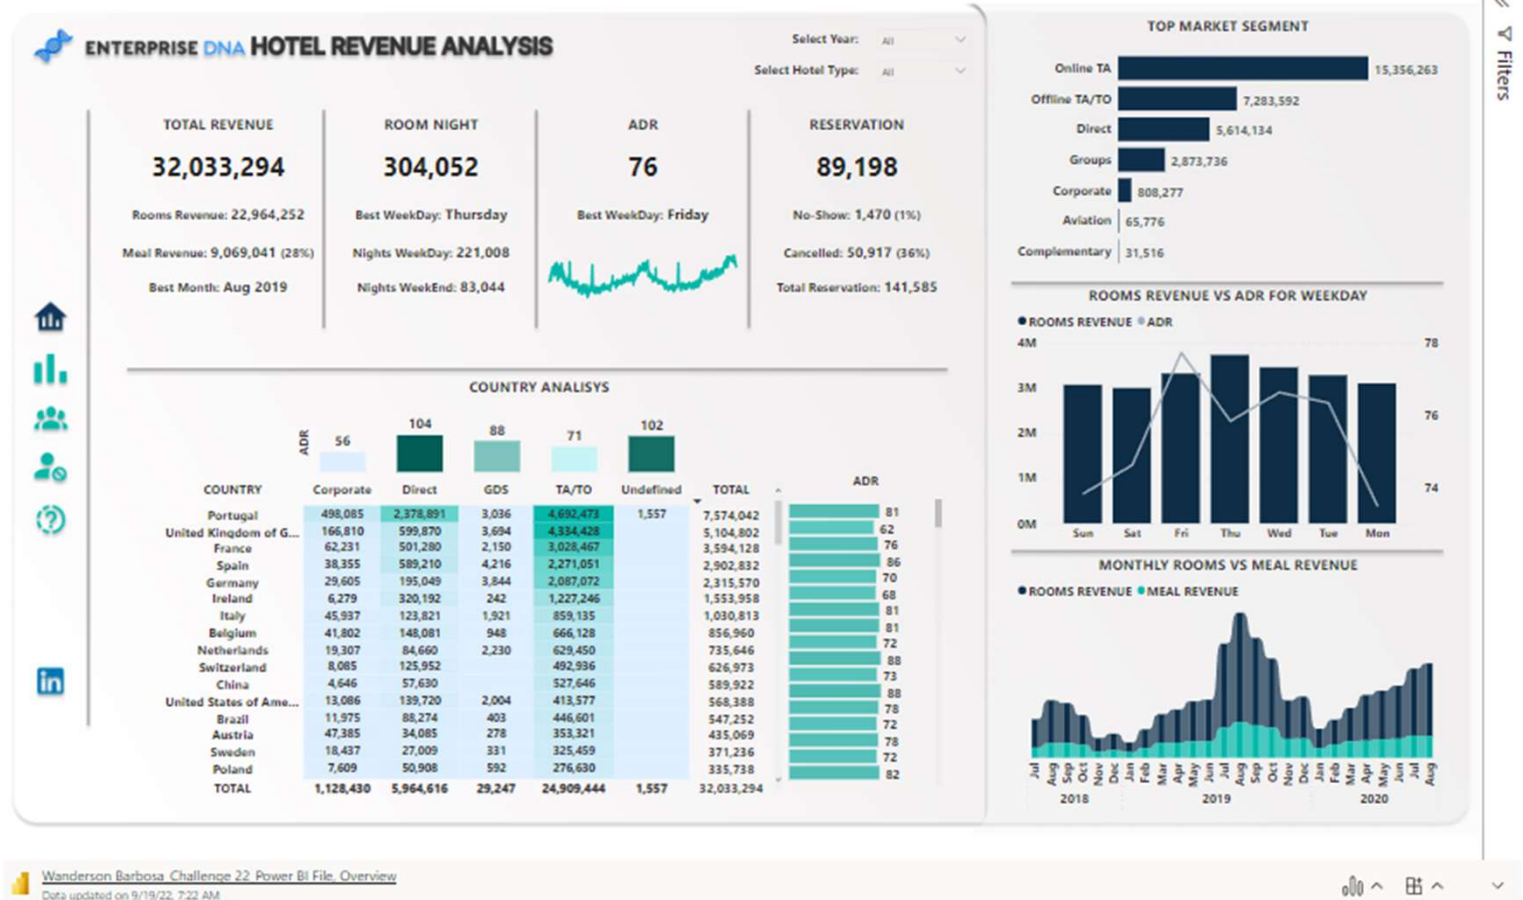 ENTERPRISE DNA HOTEL REVENUE ANALYSIS
Select Year: All
Select Hotel Type: All
TOTAL REVENUE
32,033,294
Rooms Revenue: 22,964,252
Meal Revenue: 9,069,041 (28%)
Best Month: Aug 2019
ROOM NIGHT
304,052
Best WeekDay: Thursday
Nights WeekDay: 221,008
Nights WeekEnd: 83,044
ADR
76
Best WeekDay: Friday
RESERVATION
89,198
No-Show: 1,470 (1%)
Cancelled: 50,917 (36%)
Total Reservation: 141,585
COUNTRY ANALISYS
ADR 56 104 88 71 102
COUNTRY Corporate Direct GDS TA/TO Undefined TOTAL ADR
Portugal 498,085 2,378,891 3,036 4,692,473 1,557 7,574,042 81
United Kingdom of G... 166,810 599,870 3,694 4,334,428 5,104,802 62
France 62,231 501,280 2,150 3,028,467 3,594,128 76
Spain 38,355 589,210 4,216 2,271,051 2,902,832 86
Germany 29,605 195,049 3,844 2,087,072 2,315,570 70
Ireland 6,279 320,192 242 1,227,246 1,553,958 68
Italy 45,937 123,821 1,921 859,135 1,030,813 81
Belgium 41,802 148,081 948 666,128 856,960 81
Netherlands 19,307 84,660 2,230 629,450 735,646 72
Switzerland 8,085 125,952 492,936 626,973 88
China 4,646 57,630 527,646 589,922 73
United States of Ame... 13,086 139,720 2,004 413,577 568,388 88
Brazil 11,975 88,274 403 446,601 547,252 78
Austria 47,385 34,085 278 353,321 435,069 72
Sweden 18,437 27,009 331 325,459 371,236 78
Poland 7,609 50,908 592 276,630 335,738 72
82
TOTAL 1,128,430 5,964,616 29,247 24,909,444 1,557 32,033,294
in
TOP MARKET SEGMENT
Online TA 15,356,263
Offline TA/TO 7,283,592
Direct 5,614,134
Groups 2,873,736
Corporate 808,277
Aviation 65,776
Complementary 31,516
ROOMS REVENUE VS ADR FOR WEEKDAY
ROOMS REVENUE ADR
4M 78
3M
76
2M
1M
74
0M
Sun Sat Fri Thu Wed Tue Mon
MONTHLY ROOMS VS MEAL REVENUE
ROOMS REVENUE MEAL REVENUE
Jul Aug Sep Oct Nov Dec Jan Feb Mar Apr May Jun Jul Aug Sep Oct Nov Dec Jan Feb Mar Apr May Jun Jul Aug
2018 2019 2020
Filters
Wanderson Barbosa_Challenge 22_Power BI File, Overview
Data updated on 9/19/22, 7:22 AM